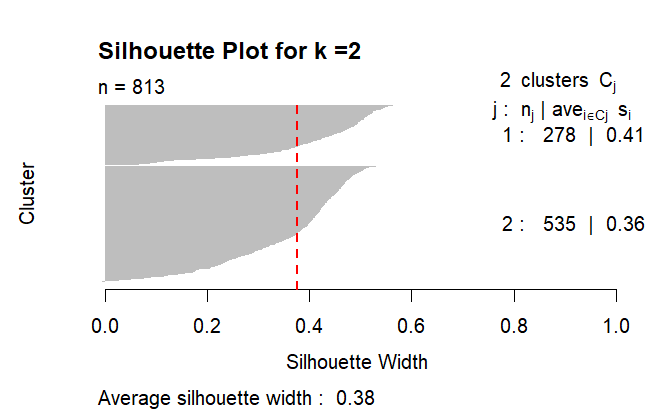 Silhouette Plot for k =2
n = 813
2 clusters Cj
j : nj | avei∈Cj si
1 : 278 | 0.41
2 : 535 | 0.36
Cluster
0.0 0.2 0.4 0.6 0.8 1.0
Silhouette Width
Average silhouette width : 0.38